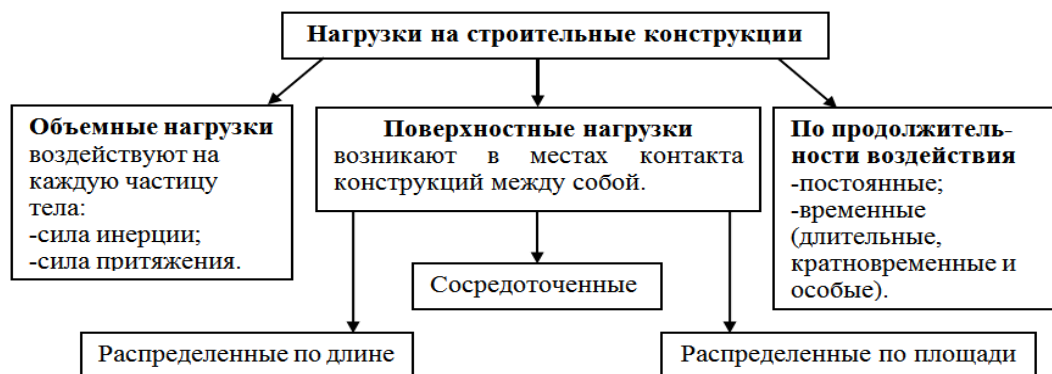 Нагрузки на строительные конструкции
Объемные нагрузки
воздействуют на
каждую частицу
тела:
-сила инерции;
-сила притяжения.
Поверхностные нагрузки
возникают в местах контакта
конструкций между собой.
По продолжитель-
ности воздействия
-постоянные;
-временные
(длительные,
кратновременные и
особые).
Сосредоточенные
Распределенные по длине
Распределенные по площади